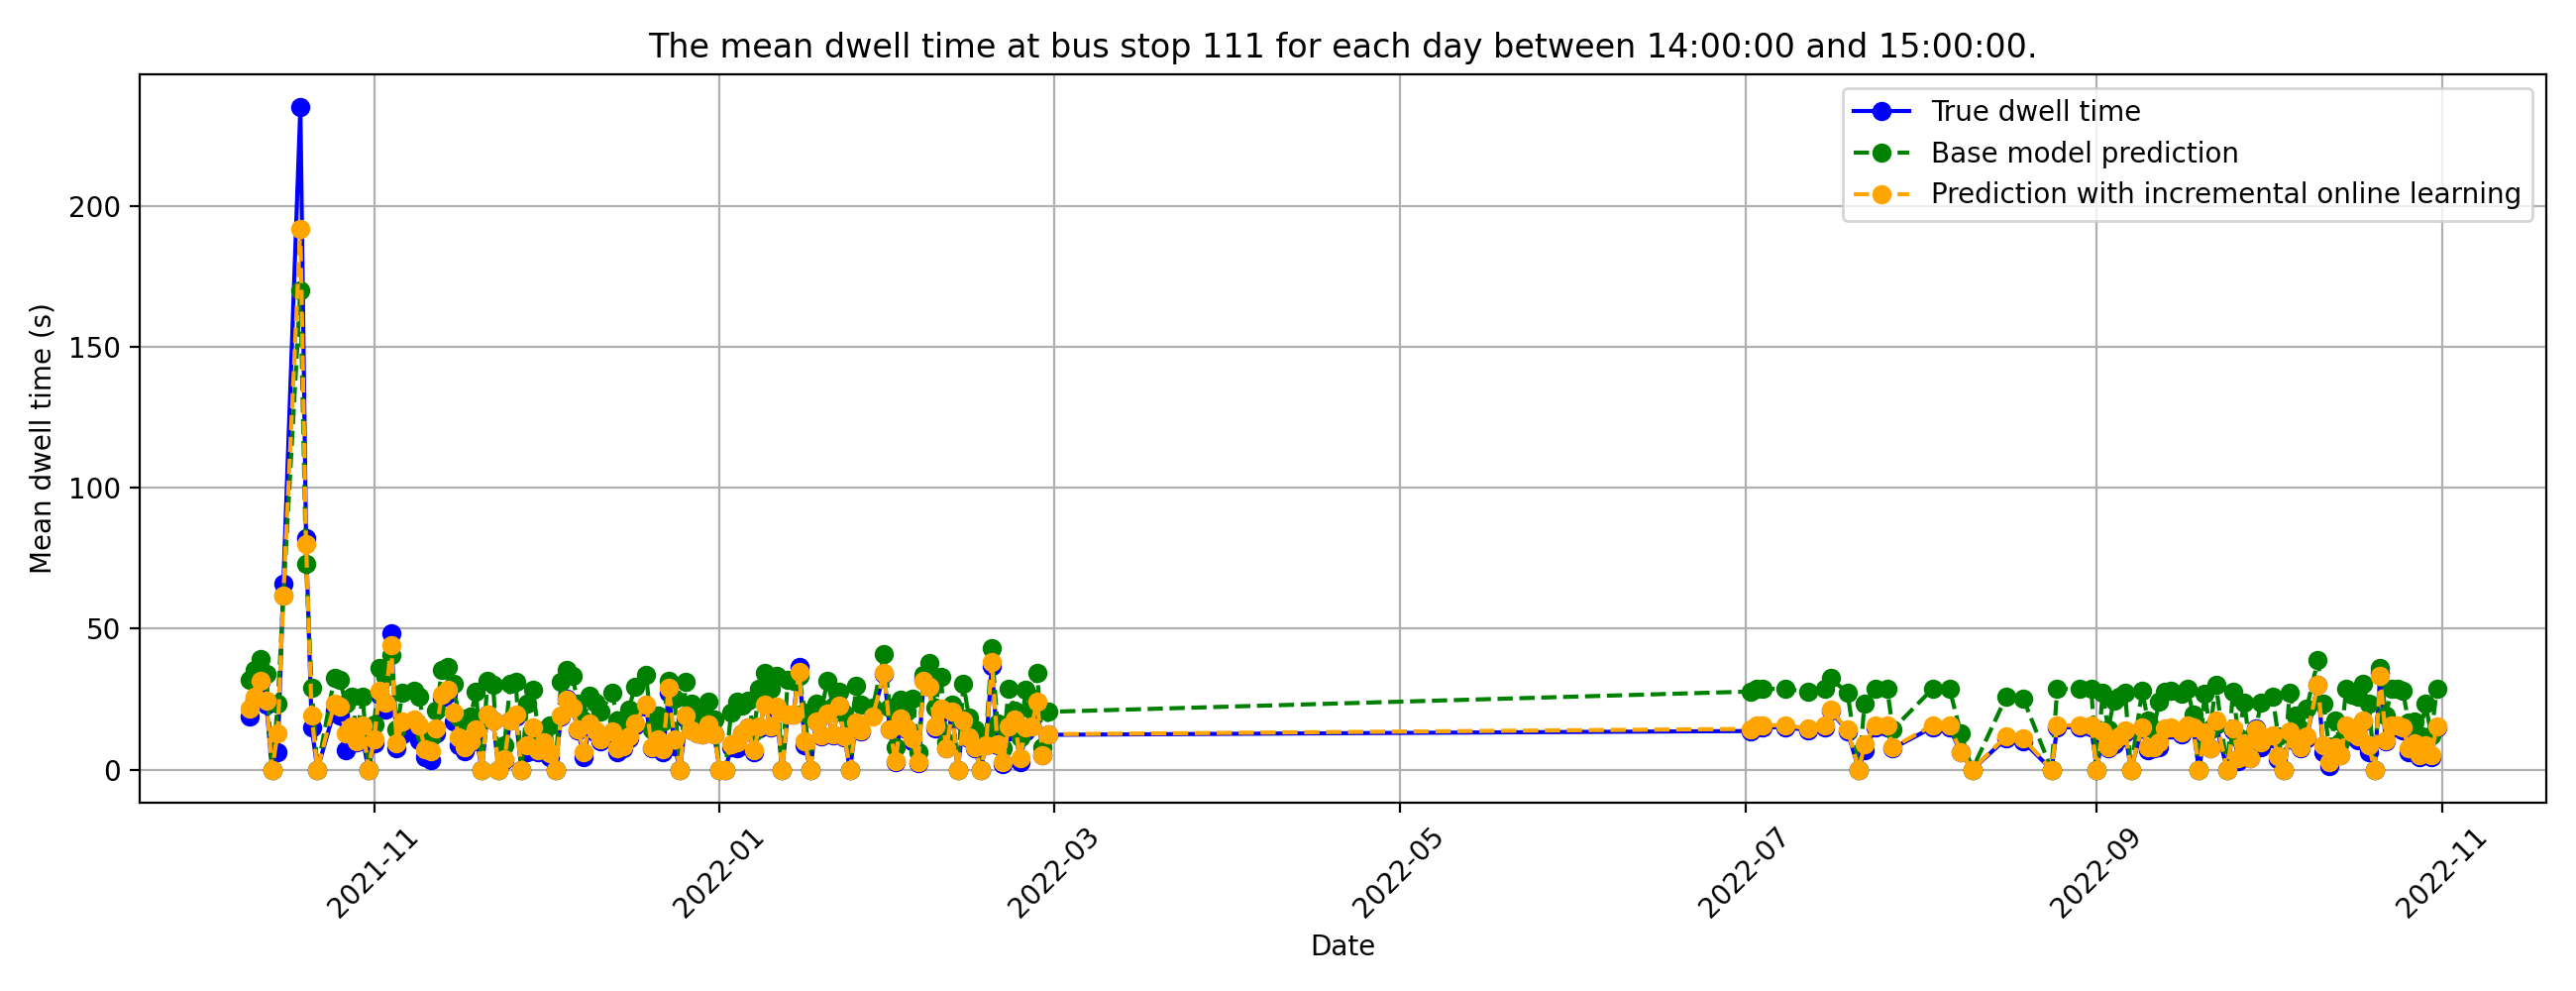 The mean dwell time at bus stop 111 for each day between 14:00:00 and 15:00:00.
True dwell time
Base model prediction
Prediction with incremental online learning
Mean dwell time (s)
200
150
100
50
0
2021-11
2022-01
2022-03
2022-05
2022-07
2022-09
2022-11
Date